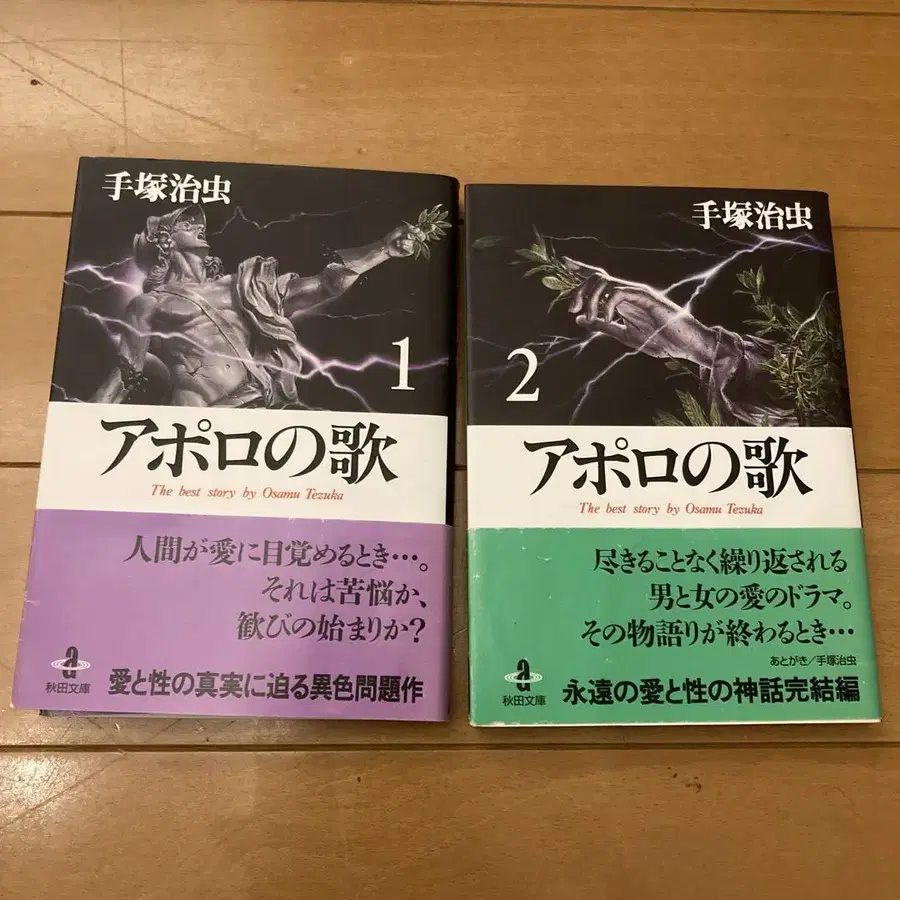 手塚治虫
1
アポロの歌
The best story by Osamu Tezuka
人間が愛に目覚めるとき…。
それは苦悩か、
歓びの始まりか?
a
秋田文庫
愛と性の真実に迫る異色問題作
手塚治虫
2
アポロの歌
The best story by Osamu Tezuka
尽きることなく繰り返される
男と女の愛のドラマ。
その物語りが終わるとき…
あとがき/手塚治虫
a
秋田文庫
永遠の愛と性の神話完結編